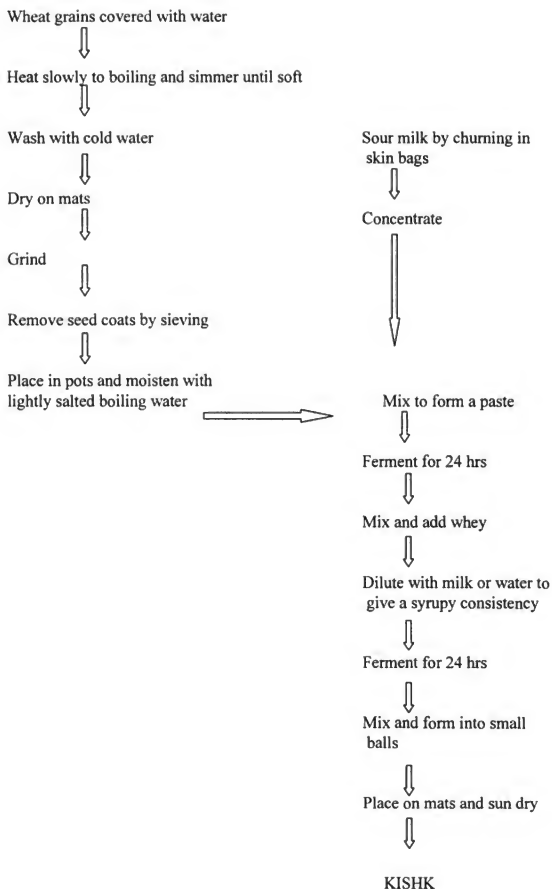 Wheat grains covered with water
Heat slowly to boiling and simmer until soft
Wash with cold water
Dry on mats
Grind
Remove seed coats by sieving
Place in pots and moisten with
lightly salted boiling water
Sour milk by churning in
skin bags
Concentrate
Mix to form a paste
Ferment for 24 hrs
Mix and add whey
Dilute with milk or water to
give a syrupy consistency
Ferment for 24 hrs
Mix and form into small
balls
Place on mats and sun dry
KISHK